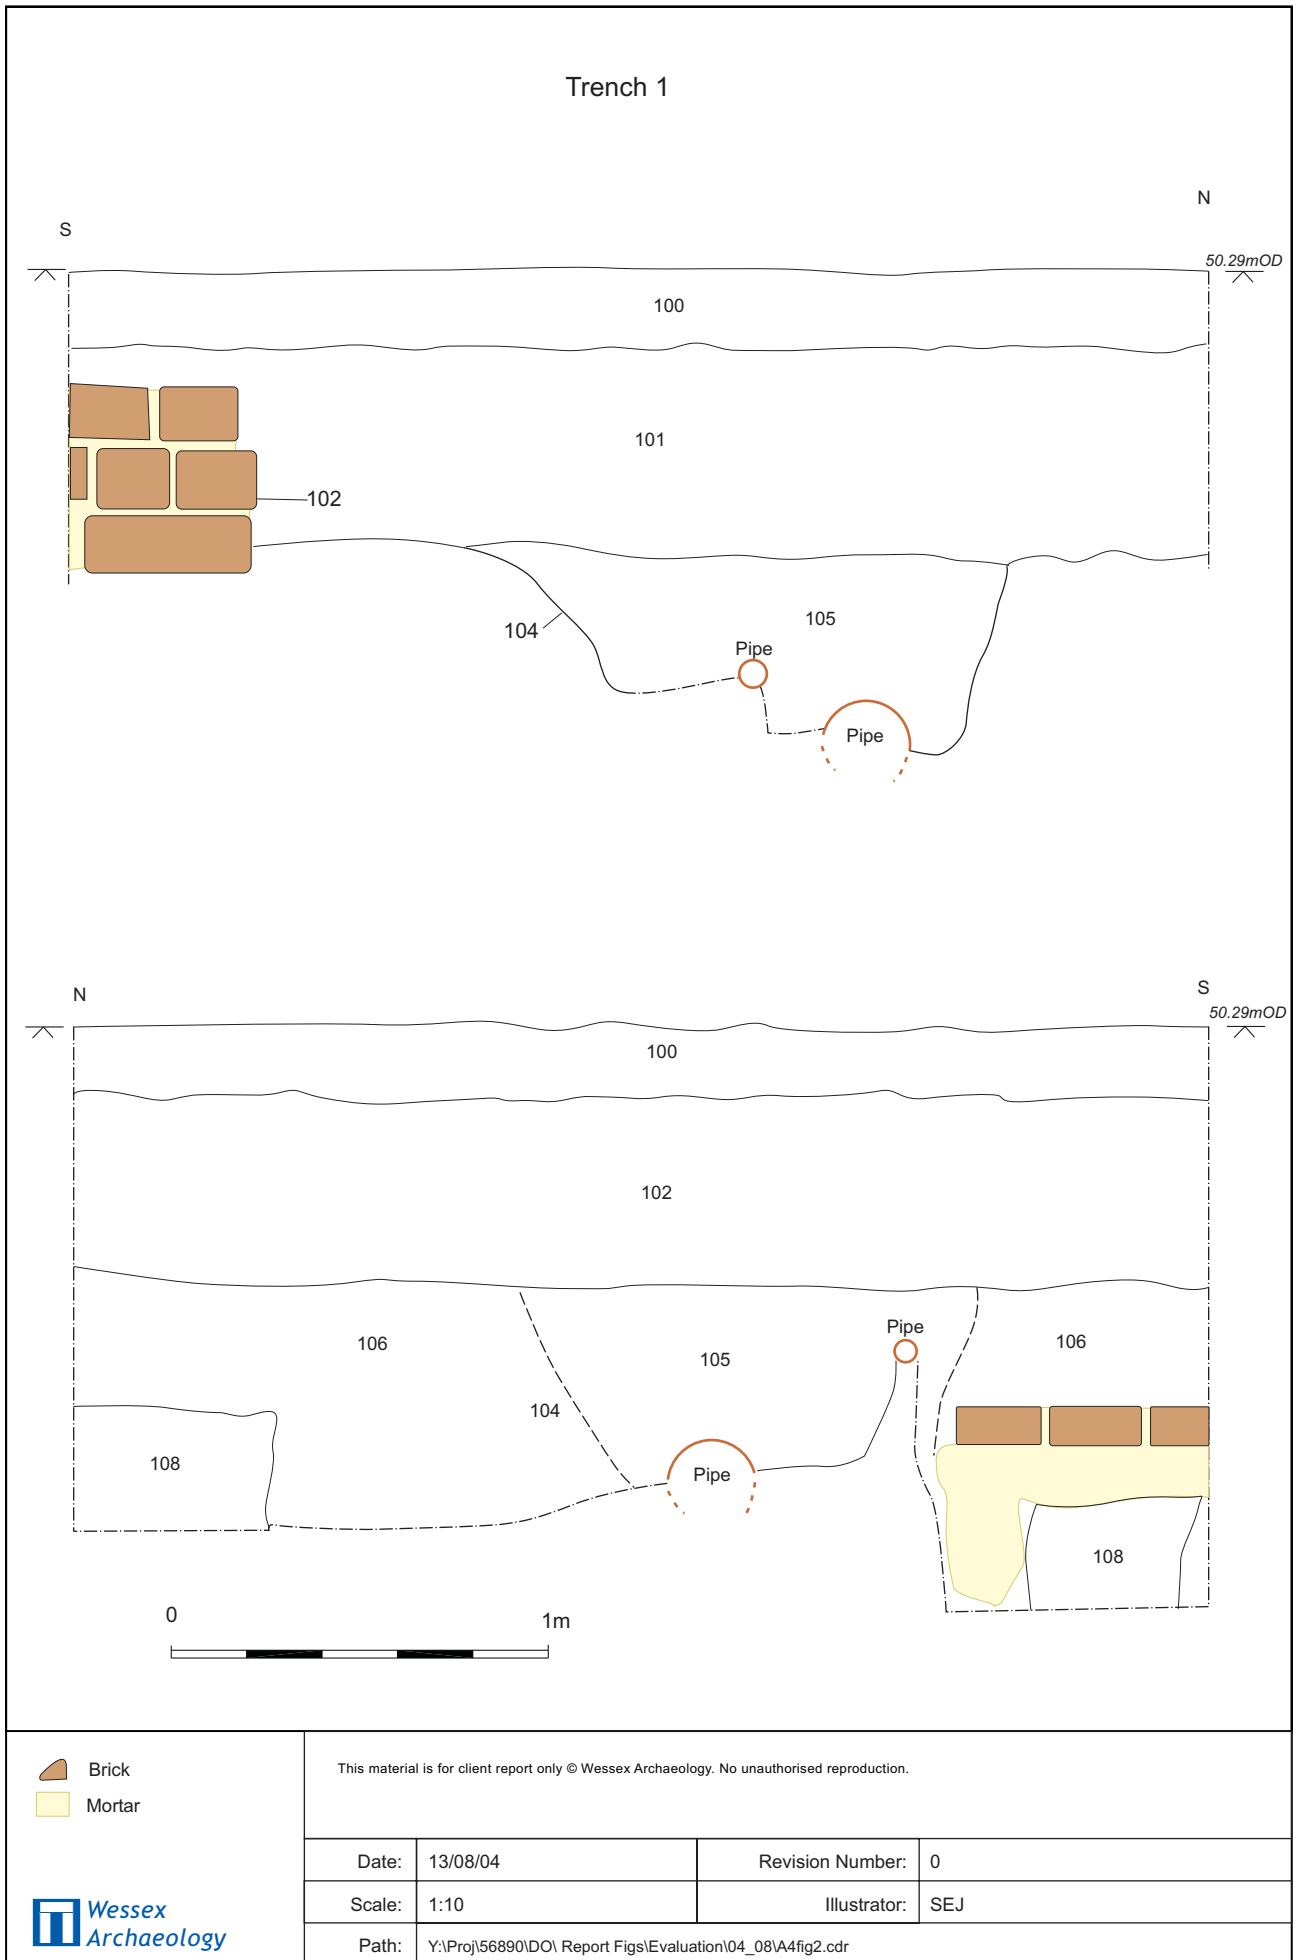 Trench 1
N
S
50.29mOD
100
101
102
104
105
Pipe
Pipe
N
S
50.29mOD
100
102
106
Pipe
106
105
104
108
Pipe
108
0
1m
Brick
Mortar
This material is for client report only © Wessex Archaeology. No unauthorised reproduction.
Date: 13/08/04 Revision Number: 0
Scale: 1:10 Illustrator: SEJ
Path: Y:\Proj\56890\DO\ Report Figs\Evaluation\04_08\A4fig2.cdr
Wessex
Archaeology